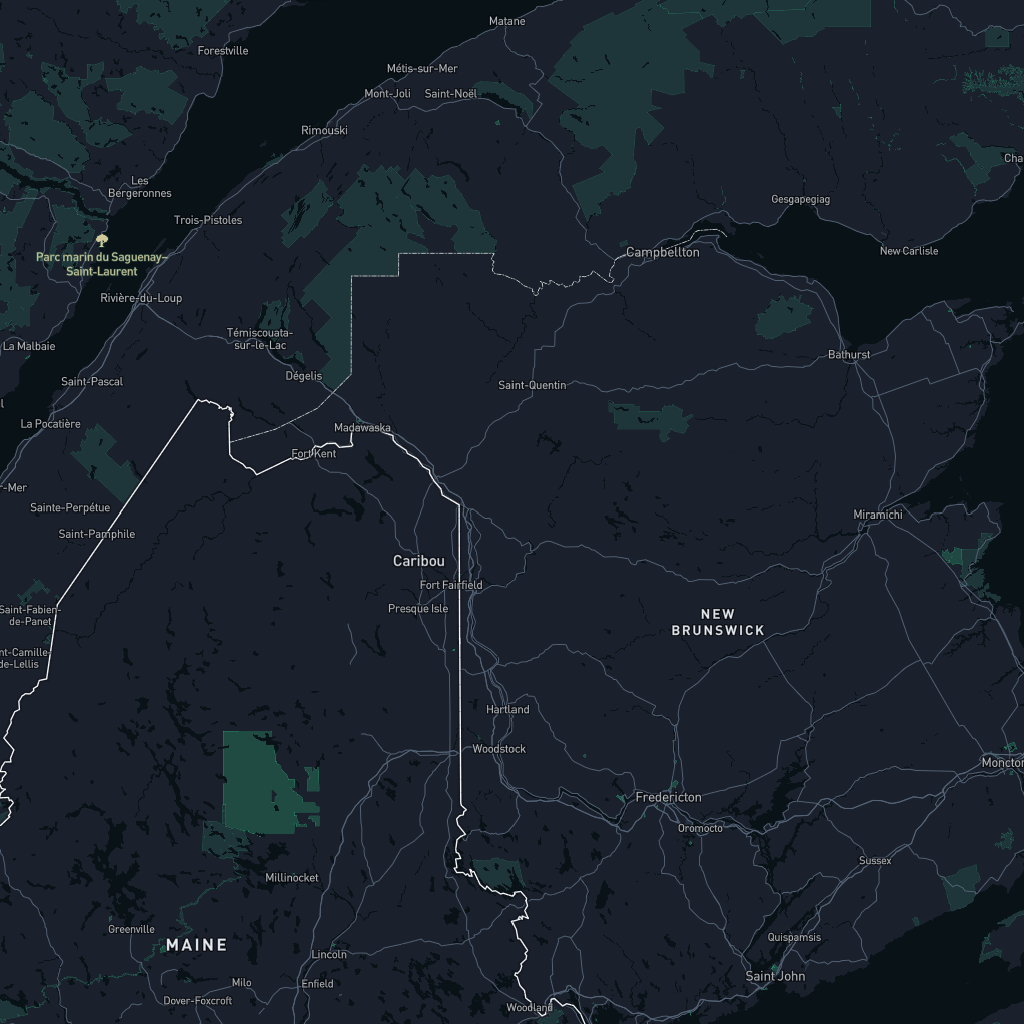 Matane
Forestville
Métis-sur-Mer
Mont-Joli
Saint-Noël
Rimouski
Les
Bergeronnes
Trois-Pistoles
Gesgapegiag
Parc marin du Saguenay–
Saint-Laurent
Campbellton
New Carlisle
Rivière-du-Loup
Témiscouata-
sur-le-Lac
La Malbaie
Bathurst
Saint-Pascal
Dégelis
Saint-Quentin
La Pocatière
Madawaska
Fort Kent
r-Mer
Sainte-Perpétue
Miramichi
Saint-Pamphile
Caribou
Fort Fairfield
Presque Isle
Saint-Fabien-
de-Panet
NEW
BRUNSWICK
nt-Camille-
de-Lellis
Hartland
Woodstock
Moncton
Fredericton
Oromocto
Sussex
Millinocket
Greenville
MAINE
Quispamsis
Lincoln
Saint John
Milo
Enfield
Dover-Foxcroft
Woodland